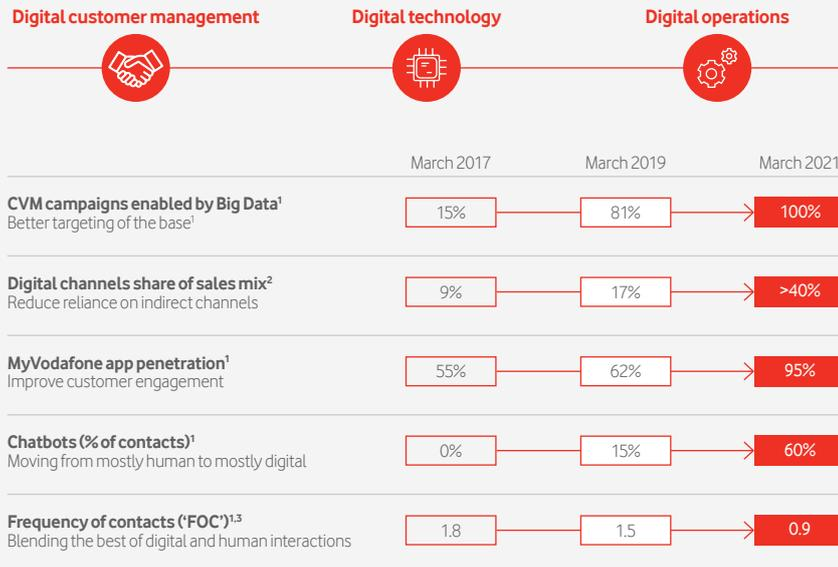 Digital customer management
Digital technology
Digital operations
March 2017
March 2019
March 2021
CVM campaigns enabled by Big Data¹
Better targeting of the base¹
15%
81%
100%
Digital channels share of sales mix²
Reduce reliance on indirect channels
9%
17%
>40%
MyVodafone app penetration¹
Improve customer engagement
55%
62%
95%
Chatbots (% of contacts)¹
Moving from mostly human to mostly digital
0%
15%
60%
Frequency of contacts (‘FOC’)¹,³
Blending the best of digital and human interactions
1.8
1.5
0.9